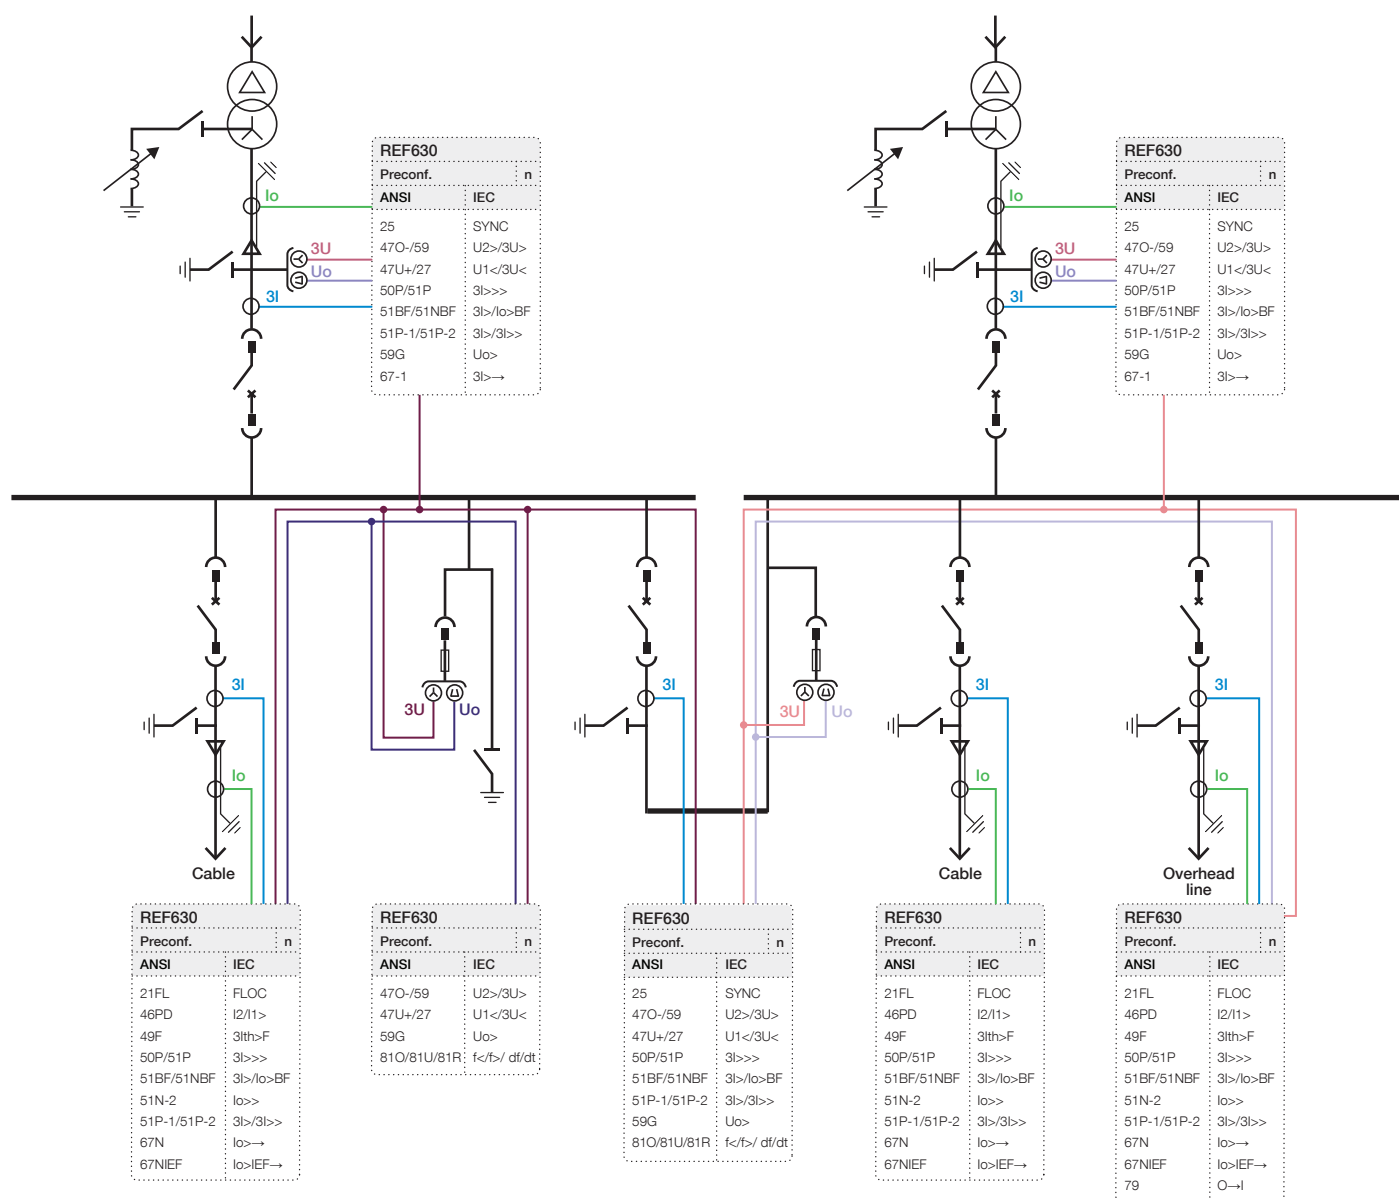 REF630
Preconf. n
ANSI IEC
25 SYNC
47O-/59 U2>/3U>
47U+/27 U1</3U<
50P/51P 3I>>>
51BF/51NBF 3I>/Io>BF
51P-1/51P-2 3I>/3I>>
59G Uo>
67-1 3I>→
Io
3U
Uo
3I
REF630
Preconf. n
ANSI IEC
25 SYNC
47O-/59 U2>/3U>
47U+/27 U1</3U<
50P/51P 3I>>>
51BF/51NBF 3I>/Io>BF
51P-1/51P-2 3I>/3I>>
59G Uo>
67-1 3I>→
Io
3U
Uo
3I
3I
Io
Cable
3U
Uo
3I
3U
Uo
3I
Io
Cable
3I
Io
Overhead
line
REF630
Preconf. n
ANSI IEC
21FL FLOC
46PD I2/I1>
49F 3Ith>F
50P/51P 3I>>>
51BF/51NBF 3I>/Io>BF
51N-2 Io>>
51P-1/51P-2 3I>/3I>>
67N Io>→
67NIEF Io>IEF→
REF630
Preconf. n
ANSI IEC
47O-/59 U2>/3U>
47U+/27 U1</3U<
59G Uo>
81O/81U/81R f</f>/ df/dt
REF630
Preconf. n
ANSI IEC
25 SYNC
47O-/59 U2>/3U>
47U+/27 U1</3U<
50P/51P 3I>>>
51BF/51NBF 3I>/Io>BF
51P-1/51P-2 3I>/3I>>
59G Uo>
81O/81U/81R f</f>/ df/dt
REF630
Preconf. n
ANSI IEC
21FL FLOC
46PD I2/I1>
49F 3Ith>F
50P/51P 3I>>>
51BF/51NBF 3I>/Io>BF
51N-2 Io>>
51P-1/51P-2 3I>/3I>>
67N Io>→
67NIEF Io>IEF→
REF630
Preconf. n
ANSI IEC
21FL FLOC
46PD I2/I1>
49F 3Ith>F
50P/51P 3I>>>
51BF/51NBF 3I>/Io>BF
51N-2 Io>>
51P-1/51P-2 3I>/3I>>
67N Io>→
67NIEF Io>IEF→
79 O→I